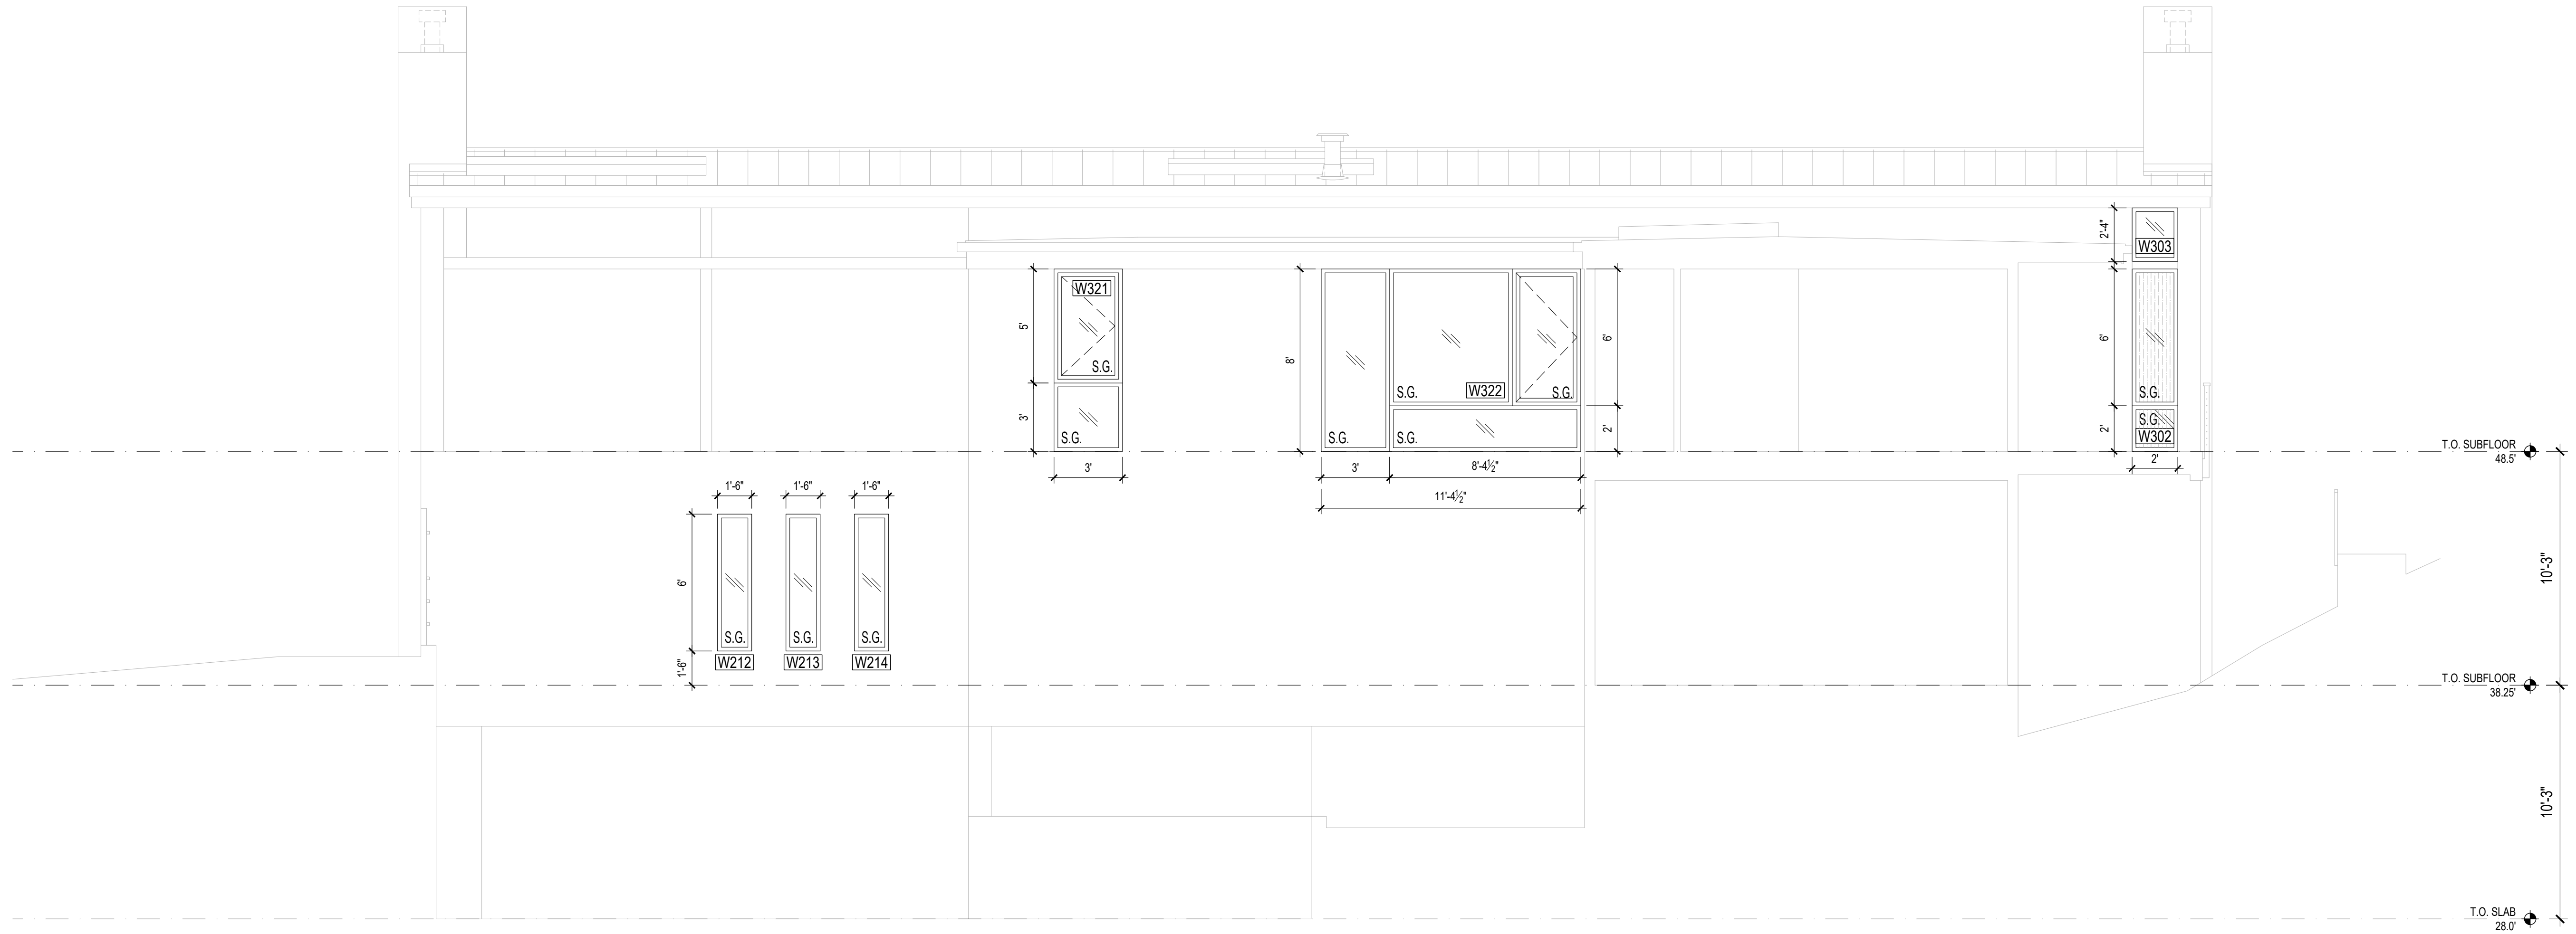 2'-4"
W303
W321
5'
S.G.
3'
S.G.
3'
8'
S.G.
S.G.
W322
S.G.
S.G.
6'
2'
3'
8'-4½"
11'-4½"
6'
S.G.
2'
S.G.
W302
2'
T.O. SUBFLOOR
48.5'
1'-6"
1'-6"
1'-6"
6'
S.G.
S.G.
S.G.
W212
W213
W214
1'-6"
10'-3"
T.O. SUBFLOOR
38.25'
10'-3"
T.O. SLAB
28.0'